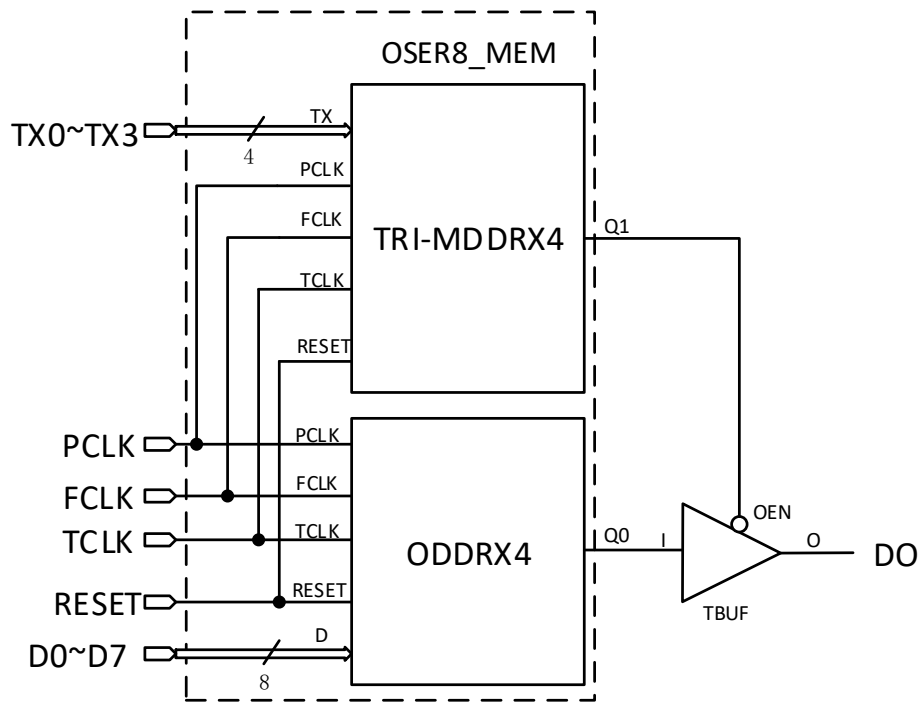 OSER8_MEM
TX0~TX3
4
TX
PCLK
FCLK
TCLK
RESET
TRI-MDDRX4
Q1
PCLK
FCLK
TCLK
RESET
D0~D7
8
PCLK
FCLK
TCLK
RESET
D
ODDRX4
Q0
I
OEN
O
TBUF
DO